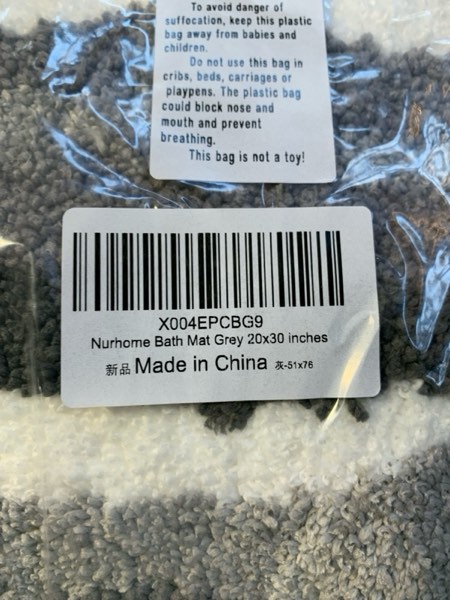 To avoid danger of
suffocation, keep this plastic
bag away from babies and
children.
Do not use this bag in
cribs, beds, carriages or
playpens. The plastic bag
could block nose and
mouth and prevent
breathing.
This bag is not a toy!
X004EPCBG9
Nurhome Bath Mat Grey 20x30 inches
新品 Made in China 灰-51x76